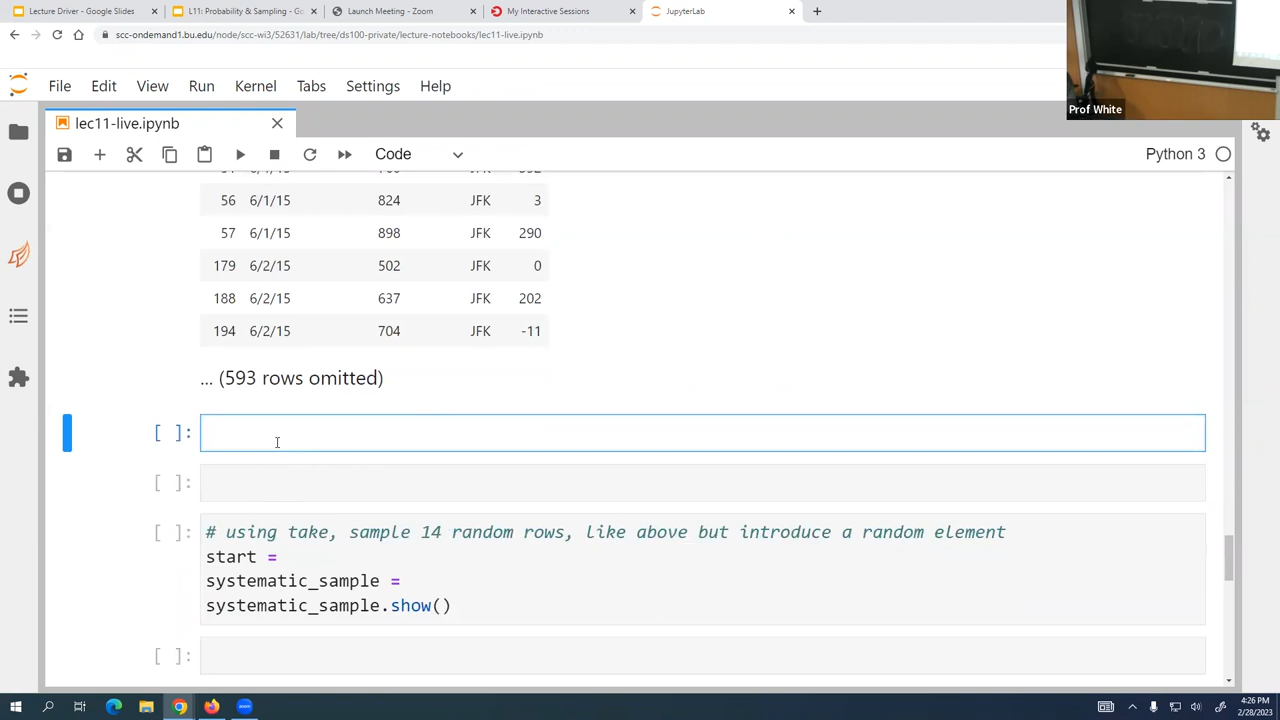 Lecture Driver - Google Slides
L11: Probability & Sampling - Go
Launch Meeting - Zoom
My Interactive Sessions
JupyterLab
scc-ondemand1.bu.edu/node/scc-wi3/52631/lab/tree/ds100-private/lecture-notebooks/lec11-live.ipynb
Prof White
File Edit View Run Kernel Tabs Settings Help
lec11-live.ipynb
Code
Python 3
56 6/1/15 824 JFK 3
57 6/1/15 898 JFK 290
179 6/2/15 502 JFK 0
188 6/2/15 637 JFK 202
194 6/2/15 704 JFK -11
... (593 rows omitted)
[ ]:
[ ]:
[ ]: # using take, sample 14 random rows, like above but introduce a random element
start =
systematic_sample =
systematic_sample.show()
[ ]:
4:26 PM
2/28/2023